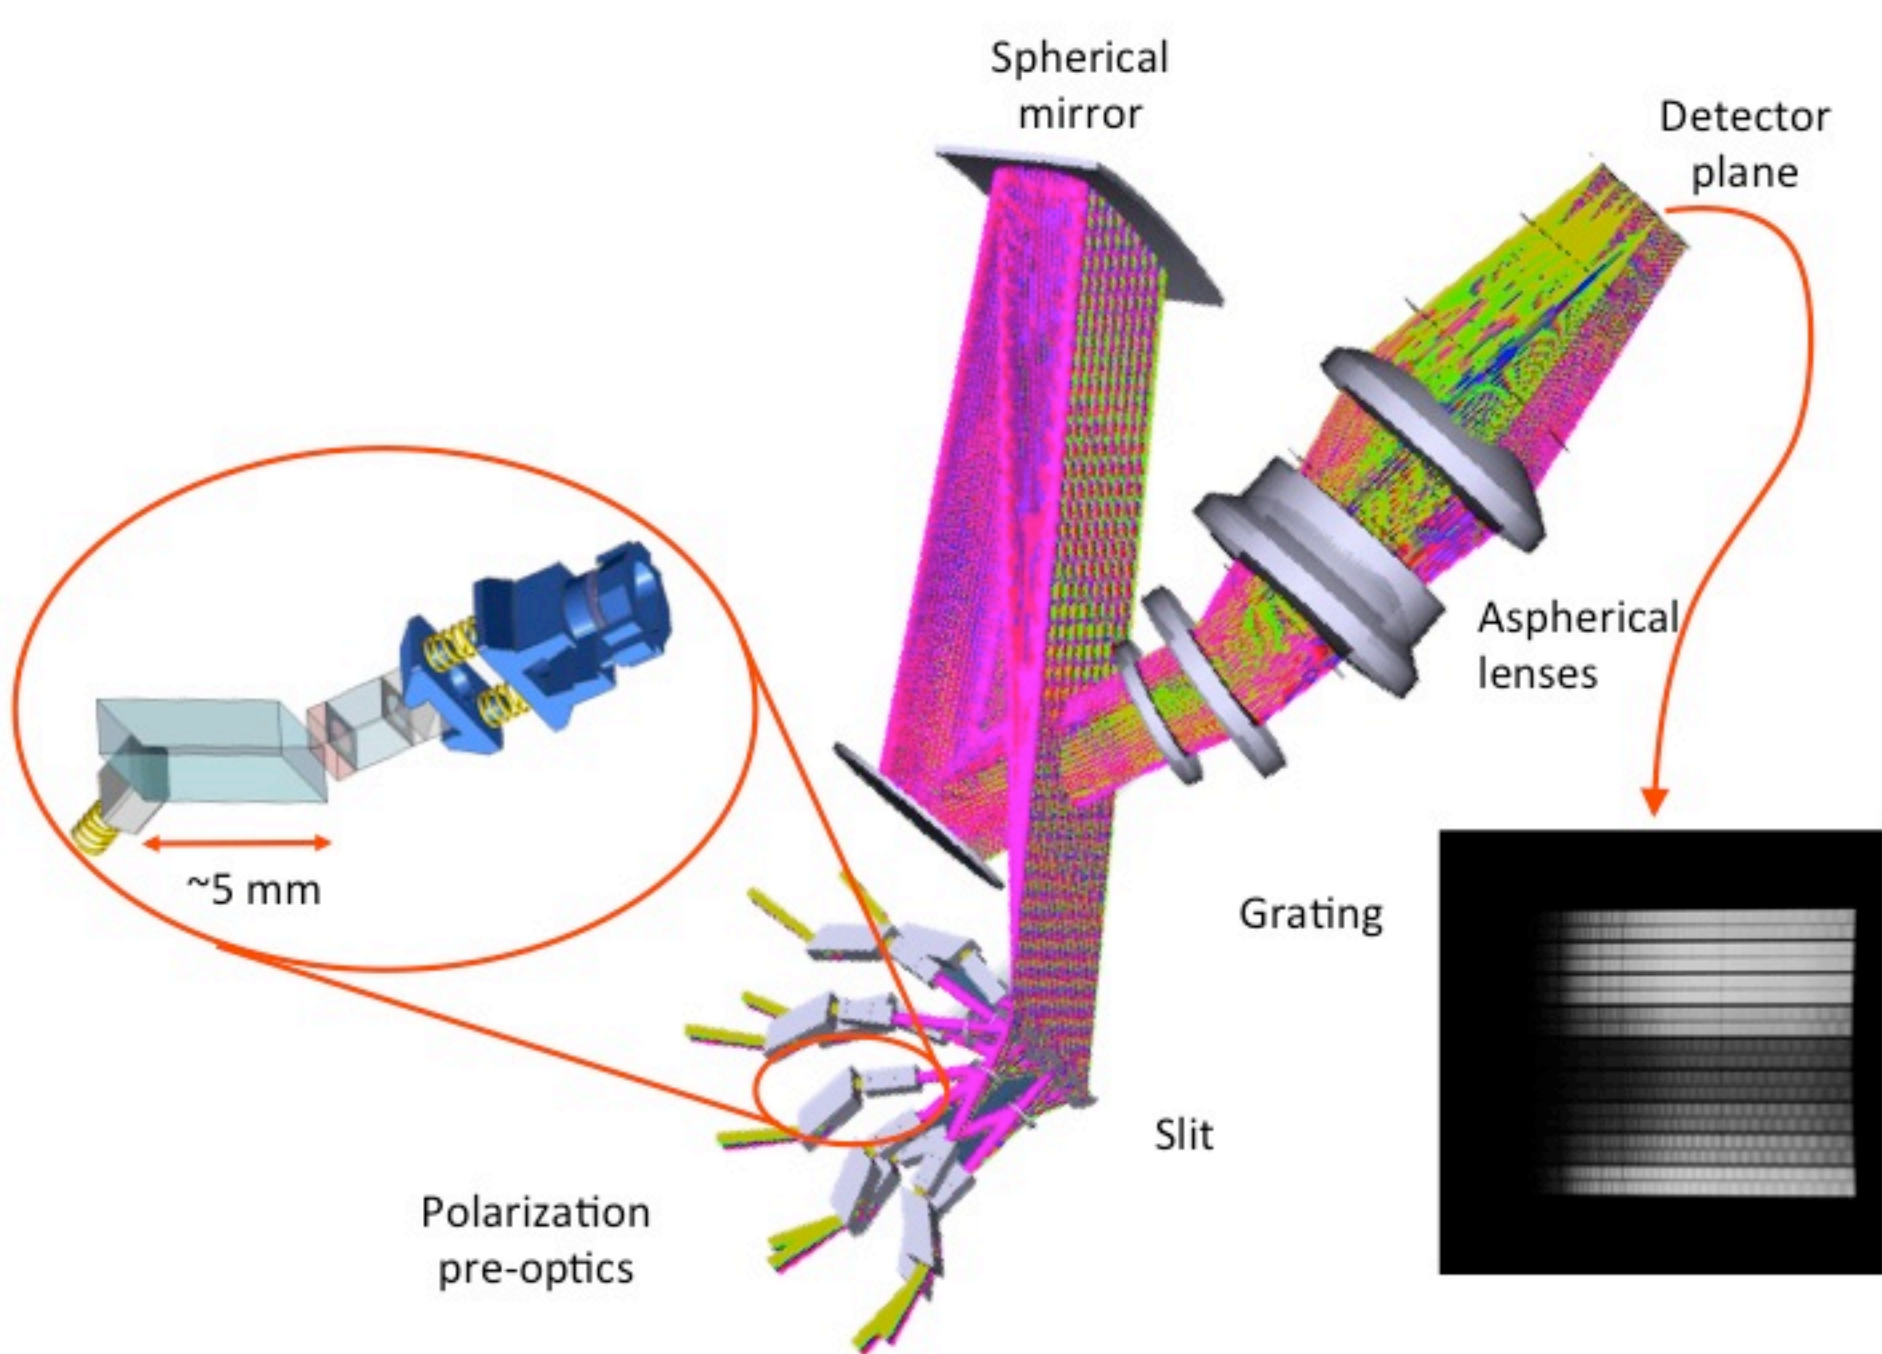 Spherical
mirror
Detector
plane
Aspherical
lenses
~5 mm
Grating
Slit
Polarization
pre-optics